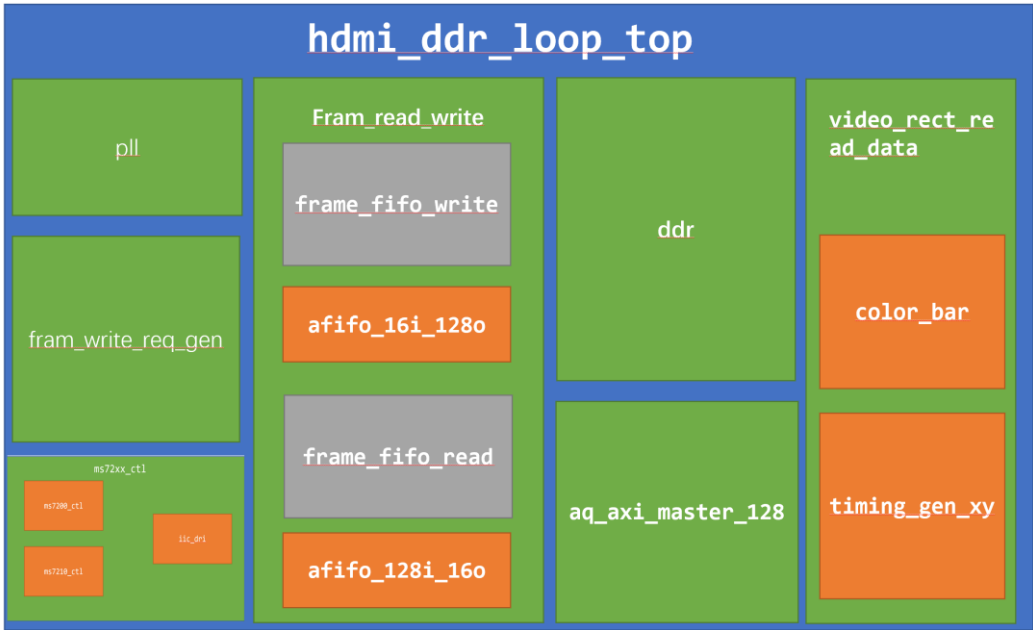 hdmi_ddr_loop_top
pll
fram_write_req_gen
ms72xx_ctl
ms7200_ctl
iic_dri
ms7210_ctl
Fram_read_write
frame_fifo_write
afifo_16i_128o
frame_fifo_read
afifo_128i_16o
ddr
aq_axi_master_128
video_rect_re
ad_data
color_bar
timing_gen_xy